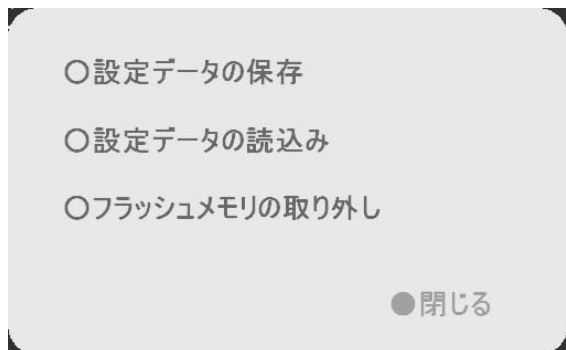 ○設定データの保存
○設定データの読込み
○フラッシュメモリの取り外し
●閉じる